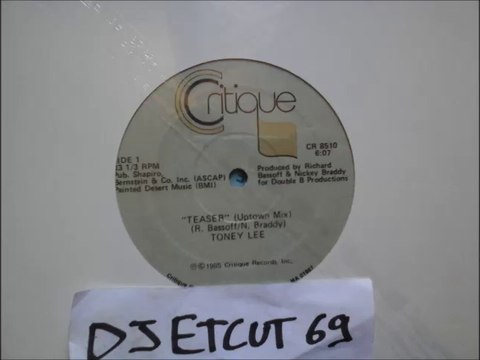 Critique
CR 8510
6:07
SIDE 1
33 1/3 RPM
Pub. Shapiro,
Bernstein & Co. Inc. (ASCAP)
Painted Desert Music (BMI)
Produced by Richard
Bassoff & Nickey Braddy
for Double B Productions
"TEASER" (Uptown Mix)
(R. Bassoff/N. Braddy)
TONEY LEE
℗©1985 Critique Records, Inc.
DJ ETCUT 69